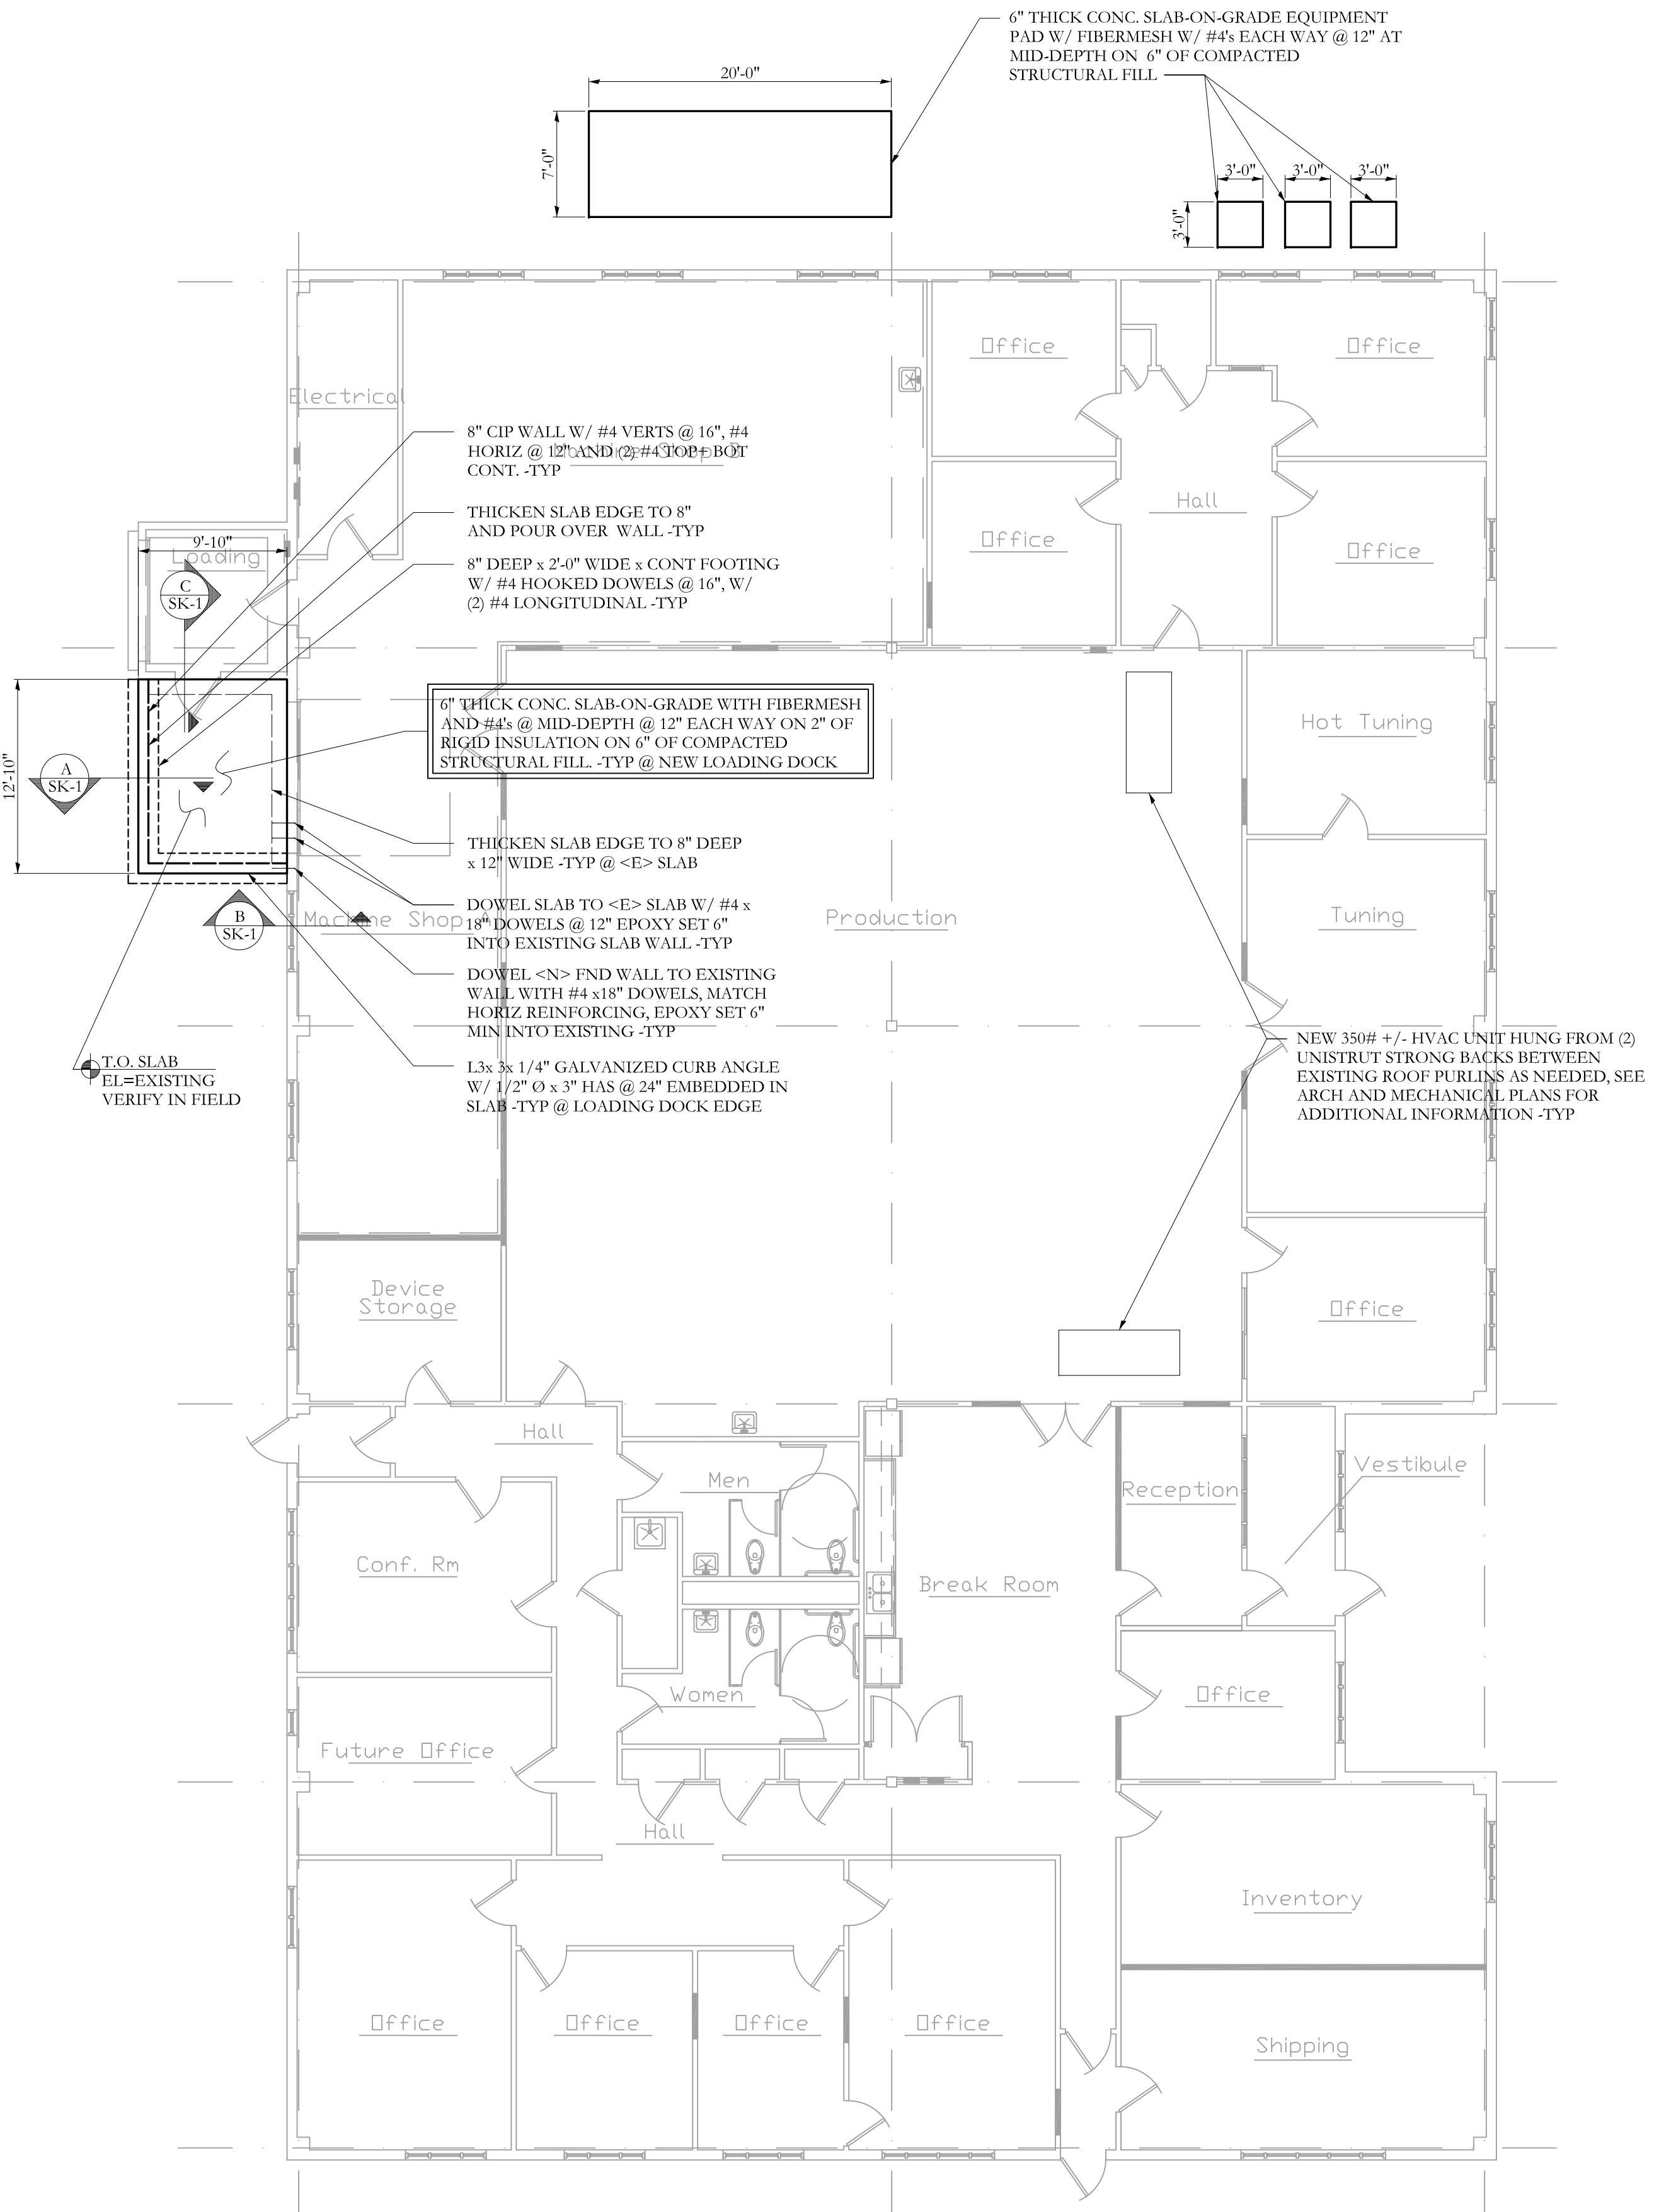 6" THICK CONC. SLAB-ON-GRADE EQUIPMENT
PAD W/ FIBERMESH W/ #4's EACH WAY @ 12" AT
MID-DEPTH ON 6" OF COMPACTED
STRUCTURAL FILL
20'-0"
7'-0"
3'-0"
3'-0"
3'-0"
3'-0"
Office
Office
Electrical
8" CIP WALL W/ #4 VERTS @ 16", #4
HORIZ @ 12" AND (2) #4 TOP+ BOT
CONT. -TYP
Machine Shop B
Hall
THICKEN SLAB EDGE TO 8"
AND POUR OVER WALL -TYP
Office
Office
9'-10"
Loading
8" DEEP x 2'-0" WIDE x CONT FOOTING
W/ #4 HOOKED DOWELS @ 16", W/
(2) #4 LONGITUDINAL -TYP
C
SK-1
6" THICK CONC. SLAB-ON-GRADE WITH FIBERMESH
AND #4's @ MID-DEPTH @ 12" EACH WAY ON 2" OF
RIGID INSULATION ON 6" OF COMPACTED
STRUCTURAL FILL. -TYP @ NEW LOADING DOCK
Hot Tuning
12'-10"
A
SK-1
THICKEN SLAB EDGE TO 8" DEEP
x 12" WIDE -TYP @ <E> SLAB
B
SK-1
Machine Shop A
DOWEL SLAB TO <E> SLAB W/ #4 x
18" DOWELS @ 12" EPOXY SET 6"
INTO EXISTING SLAB WALL -TYP
Production
Tuning
DOWEL <N> FND WALL TO EXISTING
WALL WITH #4 x18" DOWELS, MATCH
HORIZ REINFORCING, EPOXY SET 6"
MIN INTO EXISTING -TYP
T.O. SLAB
EL=EXISTING
VERIFY IN FIELD
L3x 3x 1/4" GALVANIZED CURB ANGLE
W/ 1/2" Ø x 3" HAS @ 24" EMBEDDED IN
SLAB -TYP @ LOADING DOCK EDGE
NEW 350# +/- HVAC UNIT HUNG FROM (2)
UNISTRUT STRONG BACKS BETWEEN
EXISTING ROOF PURLINS AS NEEDED, SEE
ARCH AND MECHANICAL PLANS FOR
ADDITIONAL INFORMATION -TYP
Device
Storage
Office
Hall
Men
Reception
Vestibule
Conf. Rm
Break Room
Women
Office
Future Office
Hall
Inventory
Office
Office
Office
Office
Shipping